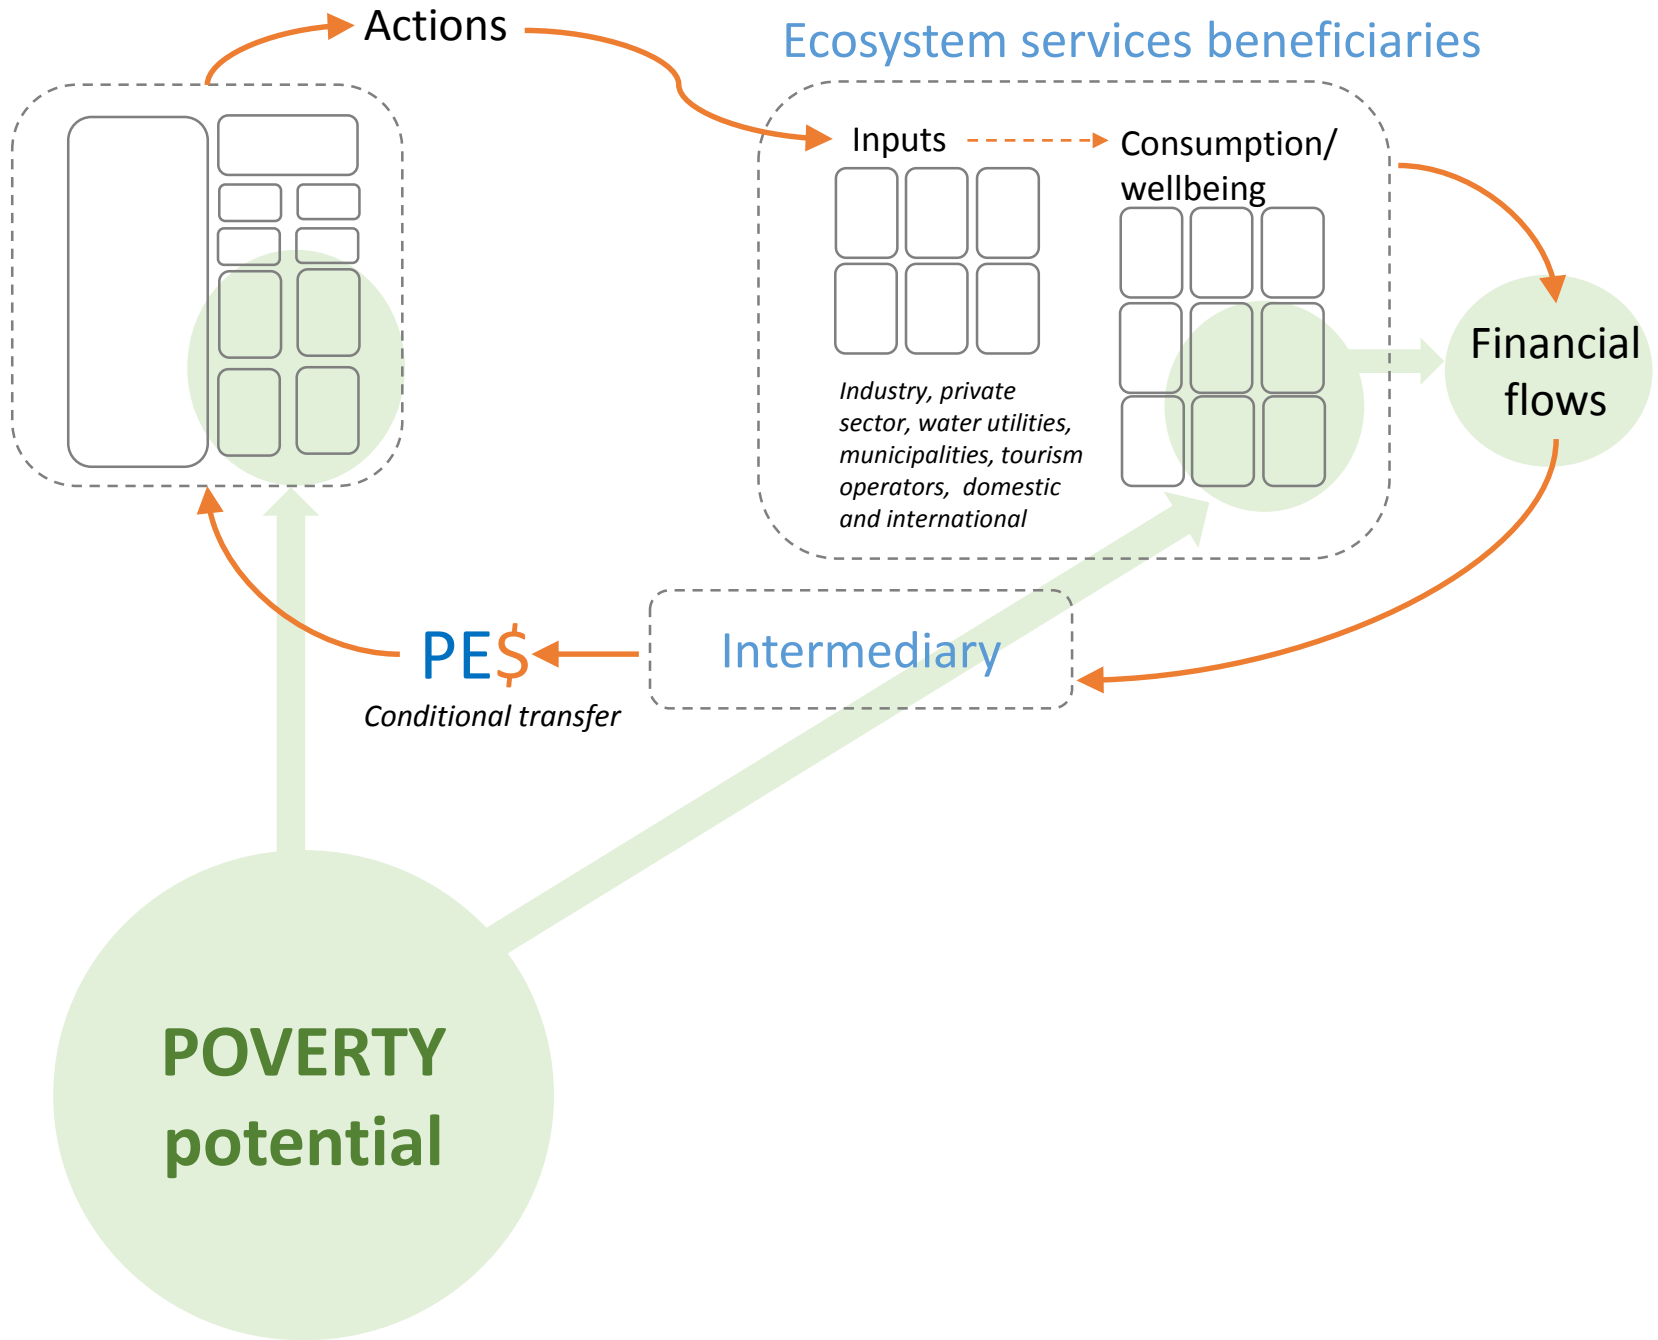 Actions
Ecosystem services beneficiaries
Inputs
Consumption/
wellbeing
Industry, private
sector, water utilities,
municipalities, tourism
operators, domestic
and international
Financial
flows
Intermediary
PE$
Conditional transfer
POVERTY
potential